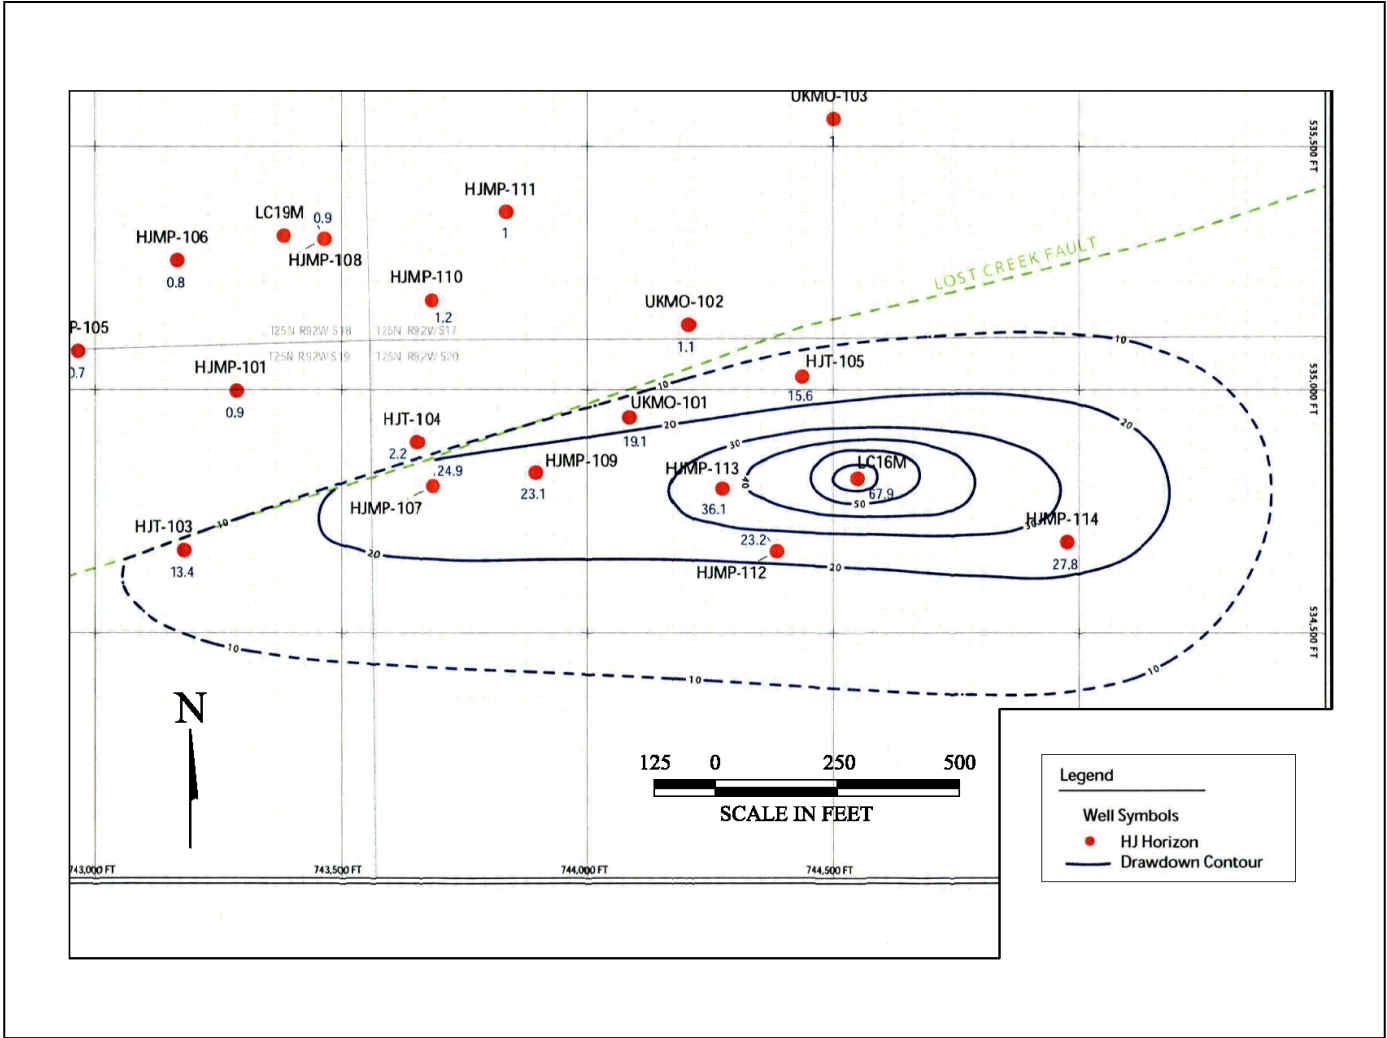 UKMO-103
1
535,500 FT
HJMP-111
1
LC19M
0.9
HJMP-108
HJMP-106
0.8
LOST CREEK FAULT
HJMP-110
1.2
UKMO-102
1.1
P-105
0.7
T25N R92W S18
T25N R92W S17
T25N R92W S19
T25N R92W S20
10
HJT-105
15.6
HJMP-101
0.9
10
535,000 FT
UKMO-101
19.1
20
20
HJT-104
2.2
30
24.9
HJMP-109
23.1
HJMP-113
36.1
40
LC16M
67.9
50
HJMP-107
10
HJT-103
13.4
30
HJMP-114
27.8
23.2
HJMP-112
20
20
534,500 FT
10
10
10
N
125 0 250 500
SCALE IN FEET
Legend
Well Symbols
HJ Horizon
Drawdown Contour
743,000 FT
743,500 FT
744,000 FT
744,500 FT